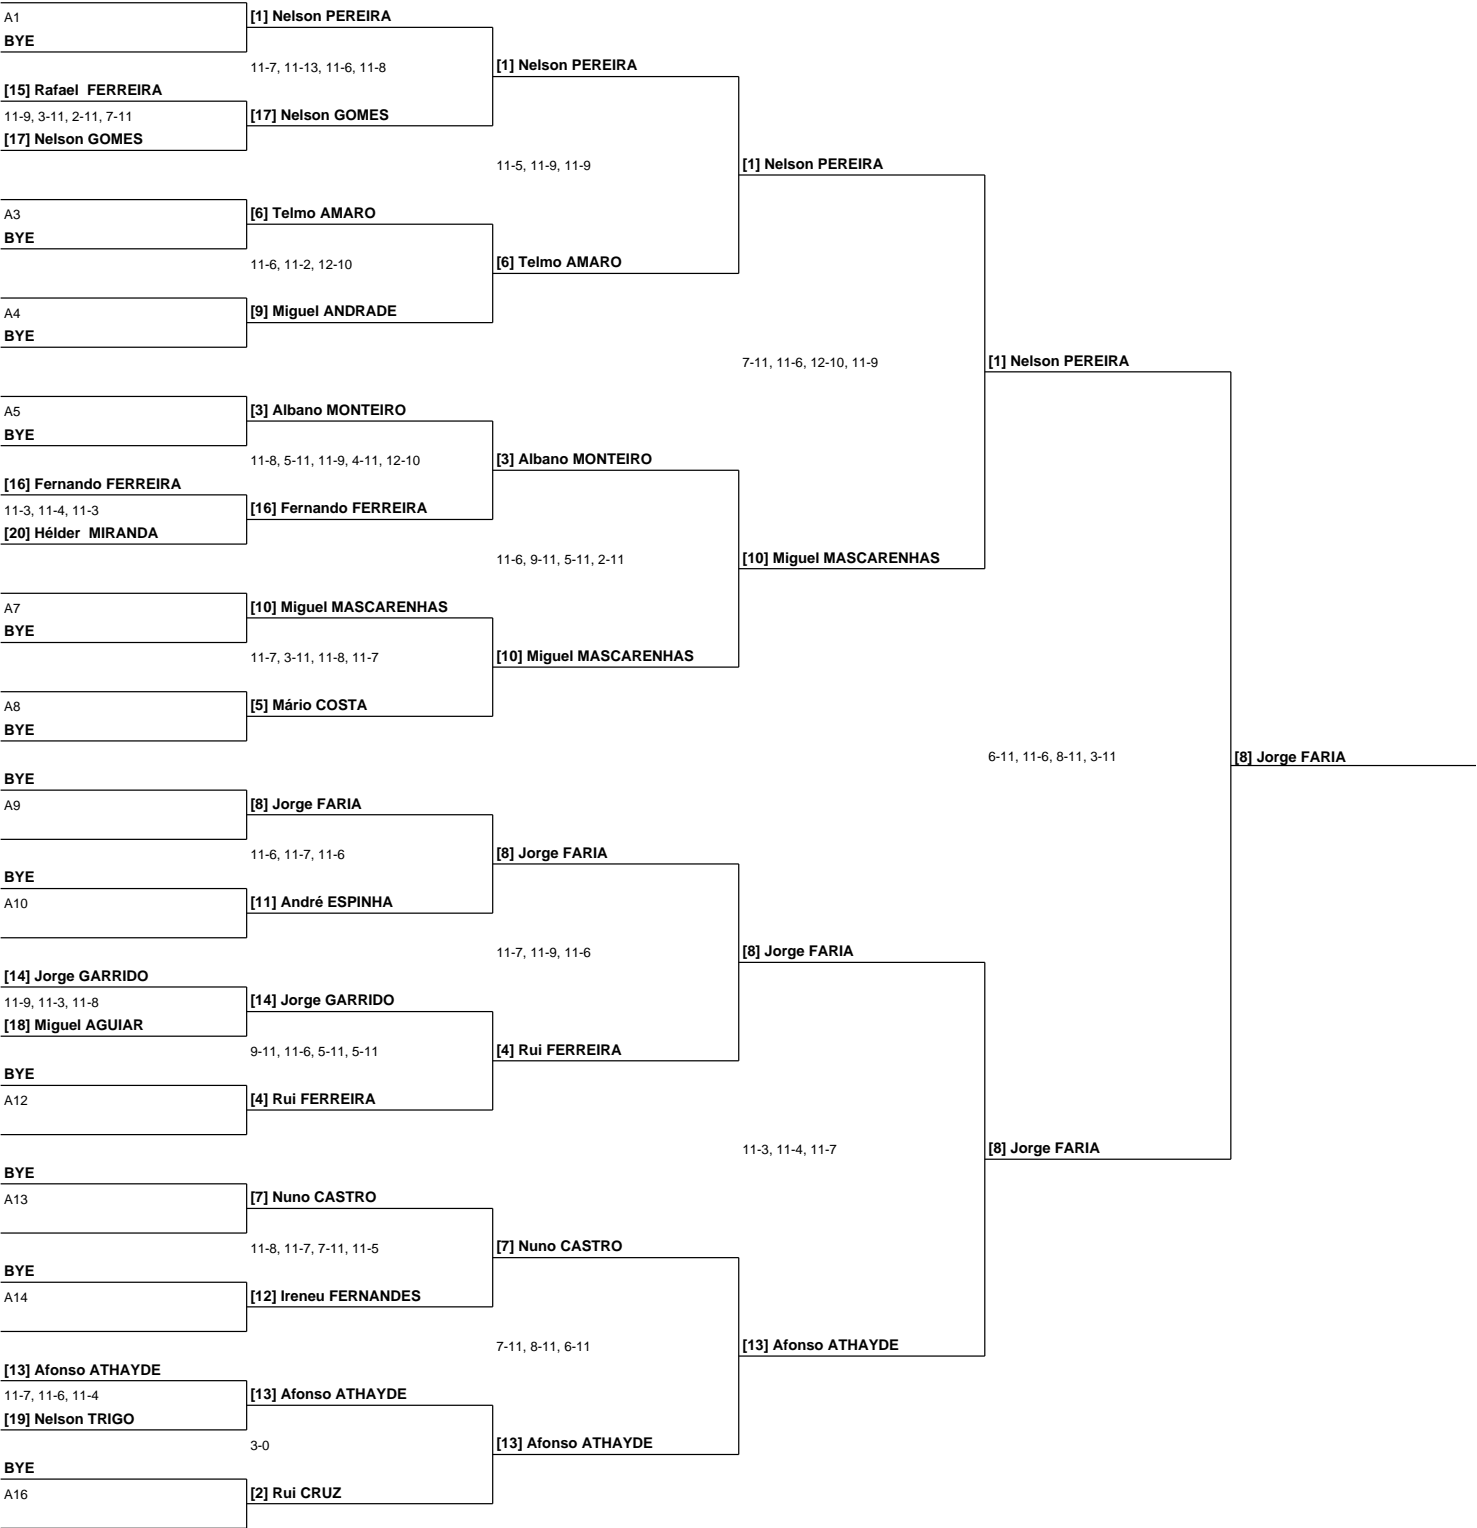 A1
BYE
[15] Rafael FERREIRA
11-9, 3-11, 2-11, 7-11
[17] Nelson GOMES
A3
BYE
A4
BYE
A5
BYE
[16] Fernando FERREIRA
11-3, 11-4, 11-3
[20] Hélder MIRANDA
A7
BYE
A8
BYE
BYE
A9
BYE
A10
[14] Jorge GARRIDO
11-9, 11-3, 11-8
[18] Miguel AGUIAR
BYE
A12
BYE
A13
BYE
A14
[13] Afonso ATHAYDE
11-7, 11-6, 11-4
[19] Nelson TRIGO
BYE
A16
[1] Nelson PEREIRA
11-7, 11-13, 11-6, 11-8
[17] Nelson GOMES
[6] Telmo AMARO
11-6, 11-2, 12-10
[9] Miguel ANDRADE
[3] Albano MONTEIRO
11-8, 5-11, 11-9, 4-11, 12-10
[16] Fernando FERREIRA
[10] Miguel MASCARENHAS
11-7, 3-11, 11-8, 11-7
[5] Mário COSTA
[8] Jorge FARIA
11-6, 11-7, 11-6
[11] André ESPINHA
[14] Jorge GARRIDO
9-11, 11-6, 5-11, 5-11
[4] Rui FERREIRA
[7] Nuno CASTRO
11-8, 11-7, 7-11, 11-5
[12] Ireneu FERNANDES
[13] Afonso ATHAYDE
3-0
[2] Rui CRUZ
[1] Nelson PEREIRA
11-5, 11-9, 11-9
[6] Telmo AMARO
[3] Albano MONTEIRO
11-6, 9-11, 5-11, 2-11
[10] Miguel MASCARENHAS
[8] Jorge FARIA
11-7, 11-9, 11-6
[4] Rui FERREIRA
[7] Nuno CASTRO
7-11, 8-11, 6-11
[13] Afonso ATHAYDE
[1] Nelson PEREIRA
7-11, 11-6, 12-10, 11-9
[10] Miguel MASCARENHAS
[8] Jorge FARIA
11-3, 11-4, 11-7
[13] Afonso ATHAYDE
[1] Nelson PEREIRA
6-11, 11-6, 8-11, 3-11
[8] Jorge FARIA
[8] Jorge FARIA